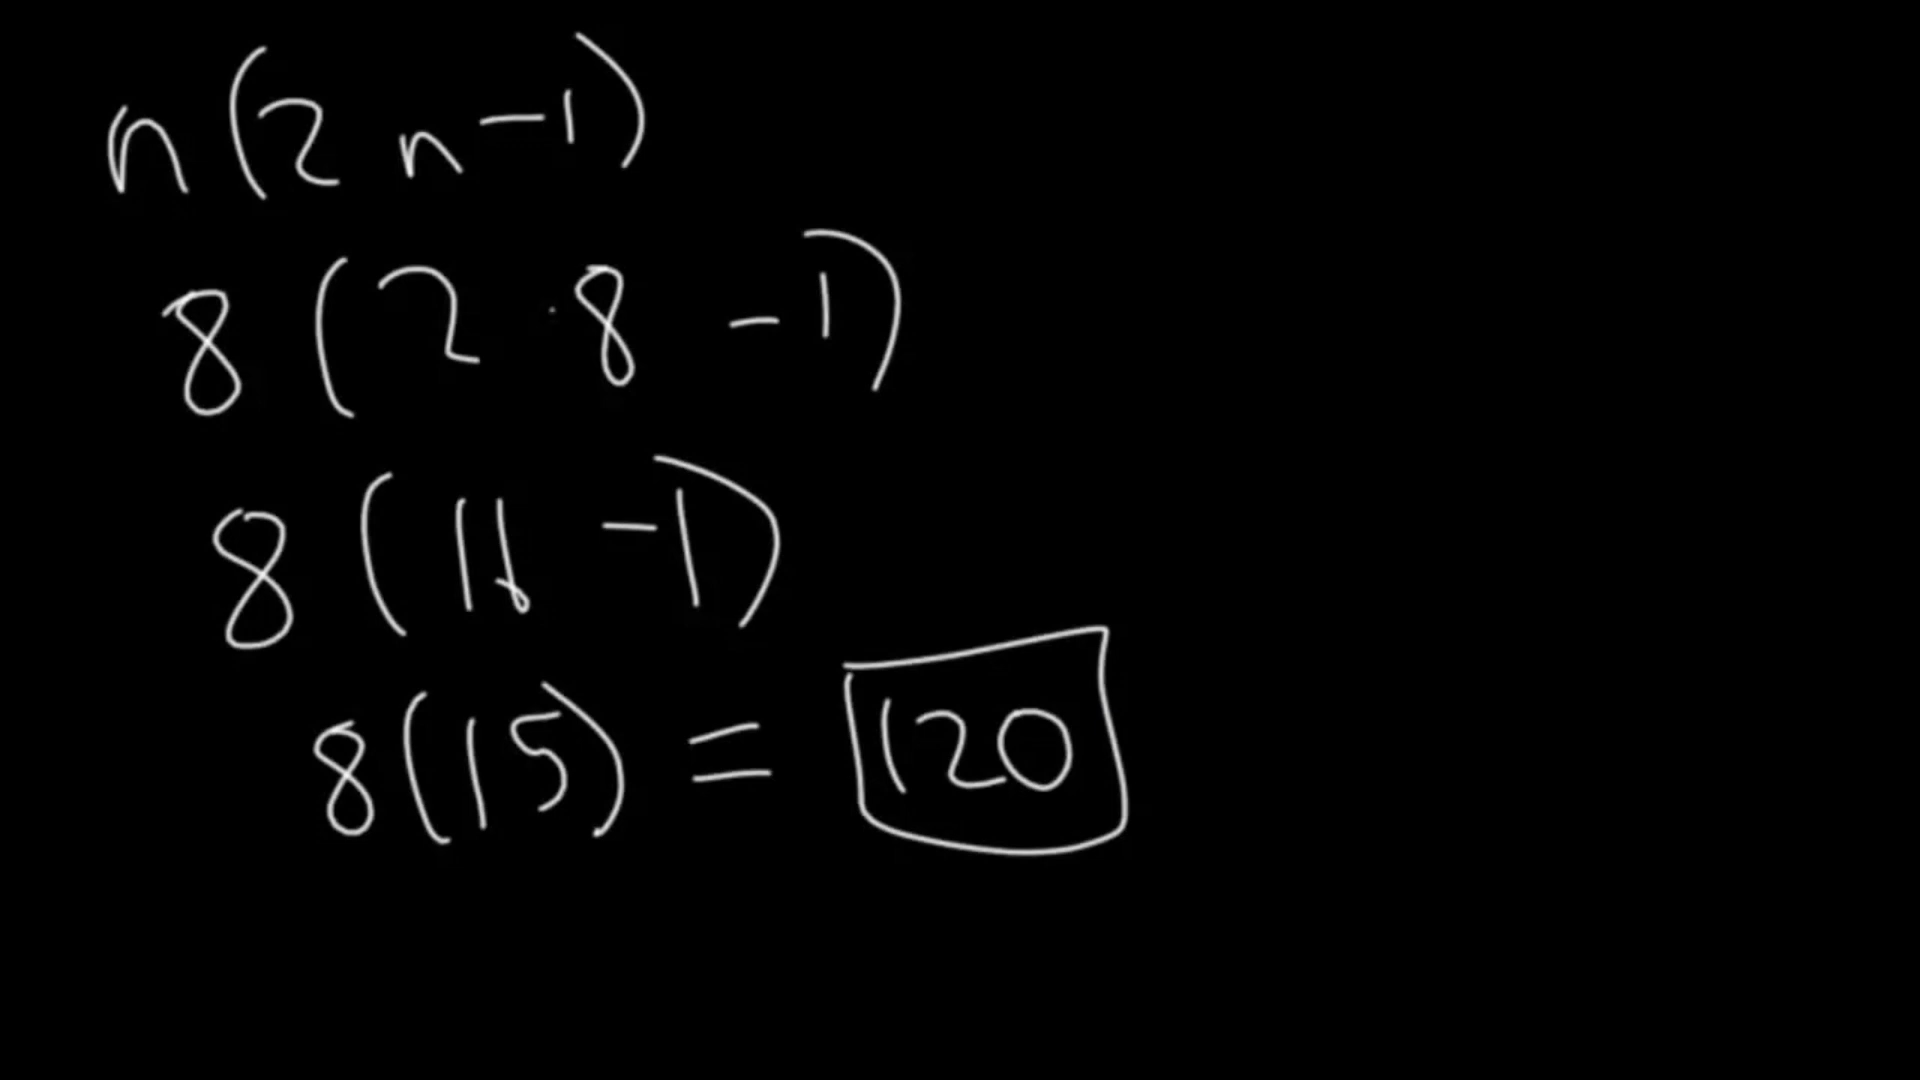 n(2n-1)
8(2·8-1)
8(16-1)
8(15) = 120